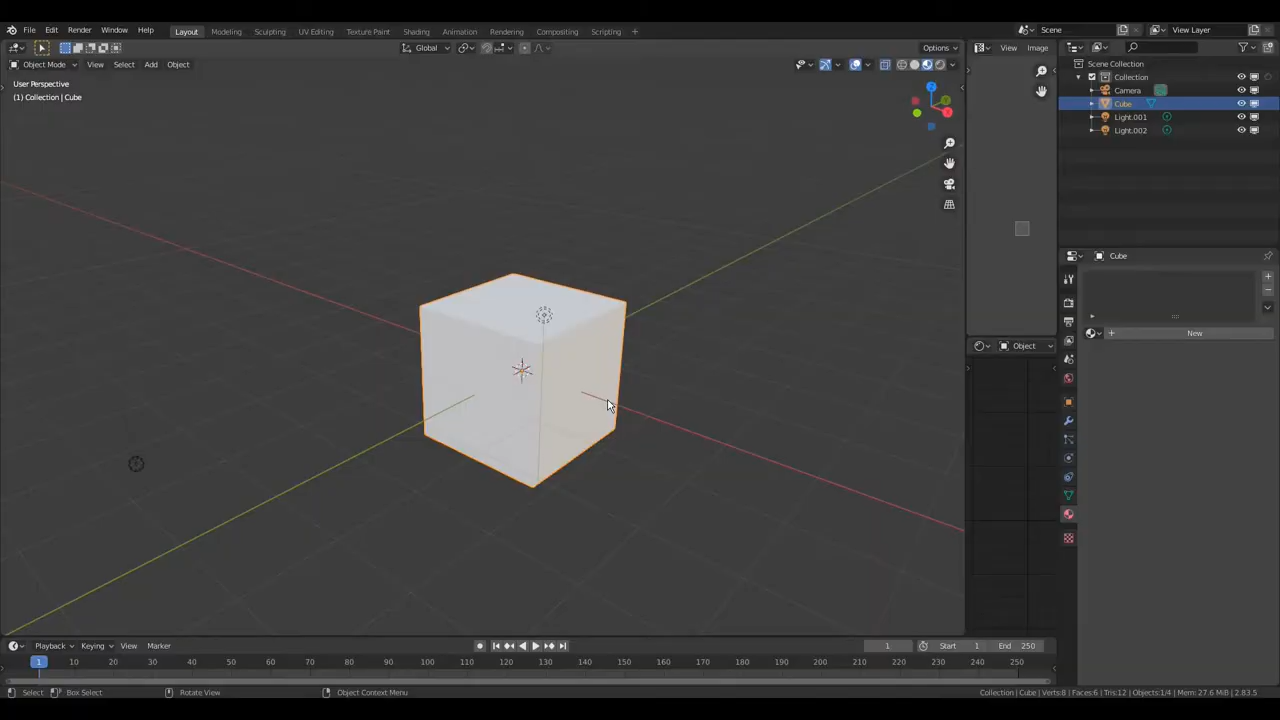 File Edit Render Window Help Layout Modeling Sculpting UV Editing Texture Paint Shading Animation Rendering Compositing Scripting + Scene View Layer
Global Options View Image
Object Mode View Select Add Object
Scene Collection
User Perspective
(1) Collection | Cube
Collection
Camera
Cube
Light.001
Light.002
Cube
New
Object
Playback Keying View Marker 1 Start 1 End 250
1 10 20 30 40 50 60 70 80 90 100 110 120 130 140 150 160 170 180 190 200 210 220 230 240 250
Select Box Select Rotate View Object Context Menu Collection | Cube | Verts:8 | Faces:6 | Tris:12 | Objects:1/4 | Mem: 27.6 MiB | 2.83.5